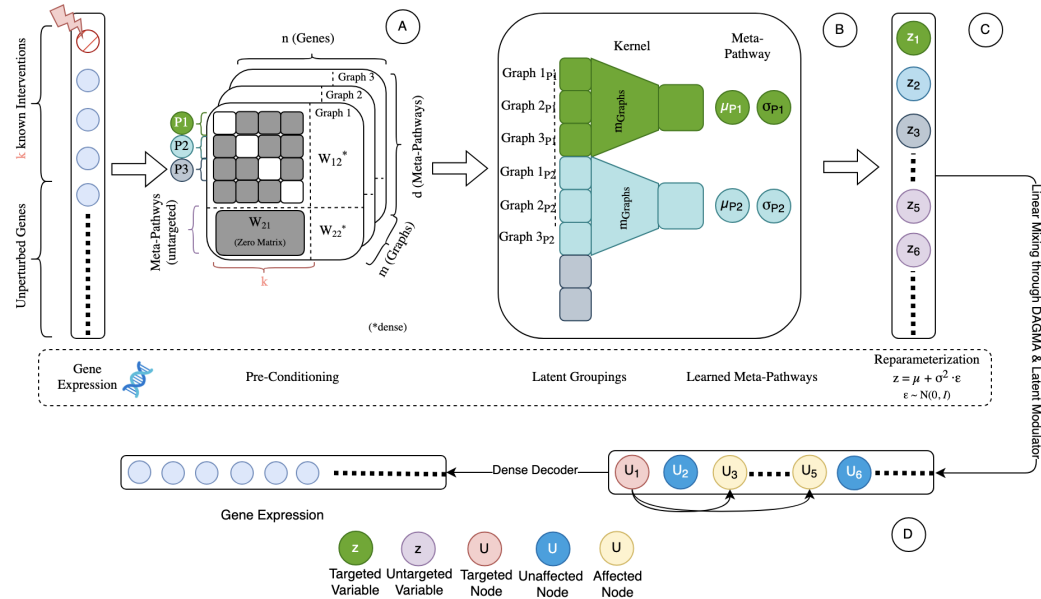 k known Interventions
Unperturbed Genes
A
n (Genes)
Graph 3
Graph 2
Graph 1
P1
P2
P3
W12*
W21
(Zero Matrix)
W22*
Meta-Pathwys
(untargeted)
k
d (Meta-Pathways)
m (Graphs)
(*dense)
B
Kernel
Meta-
Pathway
Graph 1P1
Graph 2P1
Graph 3P1
Graph 1P2
Graph 2P2
Graph 3P2
mGraphs
mGraphs
μP1
σP1
μP2
σP2
C
z1
z2
z3
z5
z6
Linear Mixing through DAGMA & Latent Modulator
Gene
Expression
Pre-Conditioning
Latent Groupings
Learned Meta-Pathways
Reparameterization
z = μ + σ² ·ε
ε ~ N(0, I)
Dense Decoder
U1
U2
U3
U5
U6
Gene Expression
D
z
Targeted
Variable
z
Untargeted
Variable
U
Targeted
Node
U
Unaffected
Node
U
Affected
Node